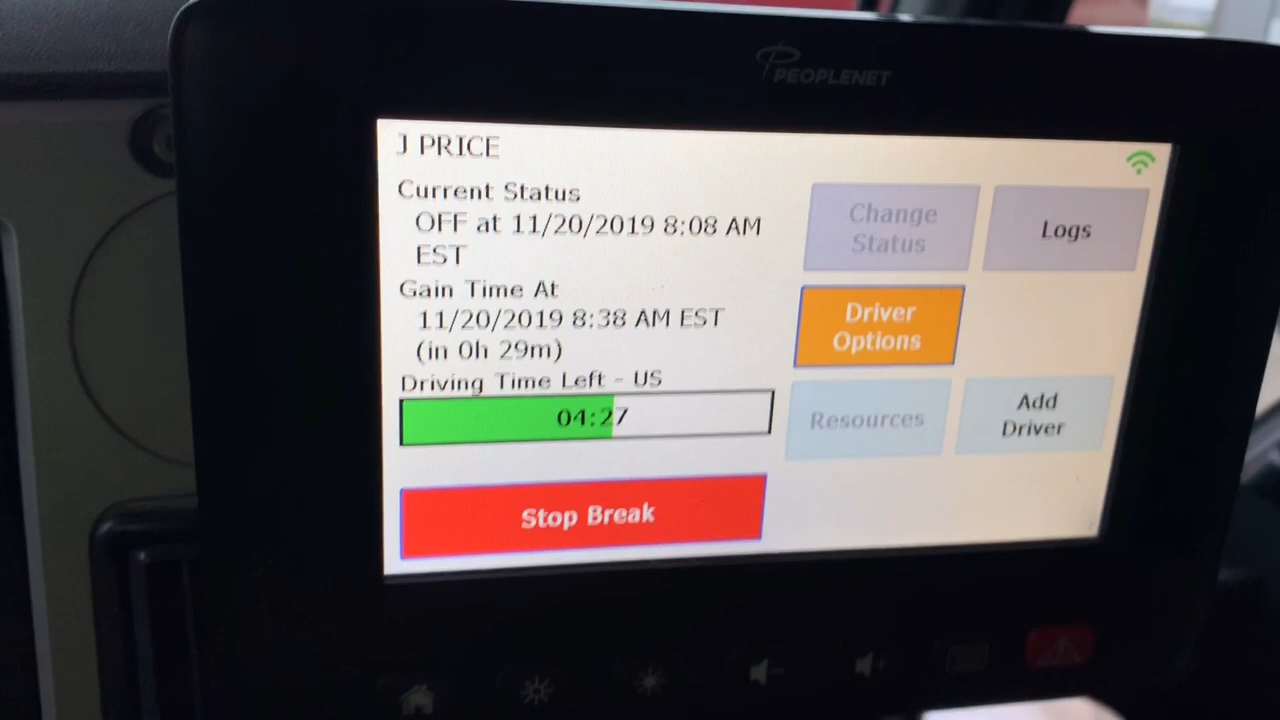 PEOPLENET
J PRICE
Current Status
OFF at 11/20/2019 8:08 AM
EST
Gain Time At
11/20/2019 8:38 AM EST
(in 0h 29m)
Driving Time Left - US
04:27
Stop Break
Change
Status
Logs
Driver
Options
Resources
Add
Driver